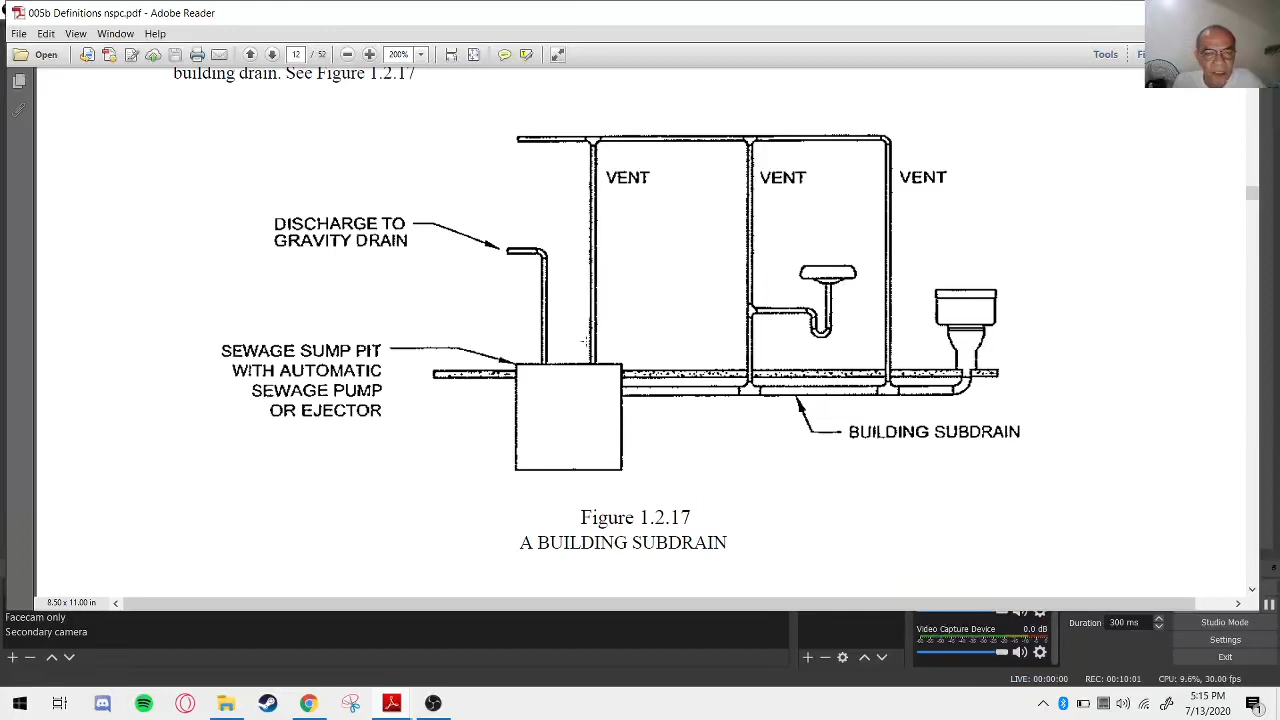 005b Definitions nspc.pdf - Adobe Reader
File Edit View Window Help
Open 12 / 52 200% Tools
building drain. See Figure 1.2.17
VENT VENT VENT
DISCHARGE TO
GRAVITY DRAIN
SEWAGE SUMP PIT
WITH AUTOMATIC
SEWAGE PUMP
OR EJECTOR
BUILDING SUBDRAIN
Figure 1.2.17
A BUILDING SUBDRAIN
8.50 x 11.00 in
Facecam only
Secondary camera
Video Capture Device 0.0 dB
Duration 300 ms
Studio Mode
Settings
Exit
LIVE: 00:00:00 REC: 00:10:01 CPU: 9.6%, 30.00 fps
5:15 PM
7/13/2020